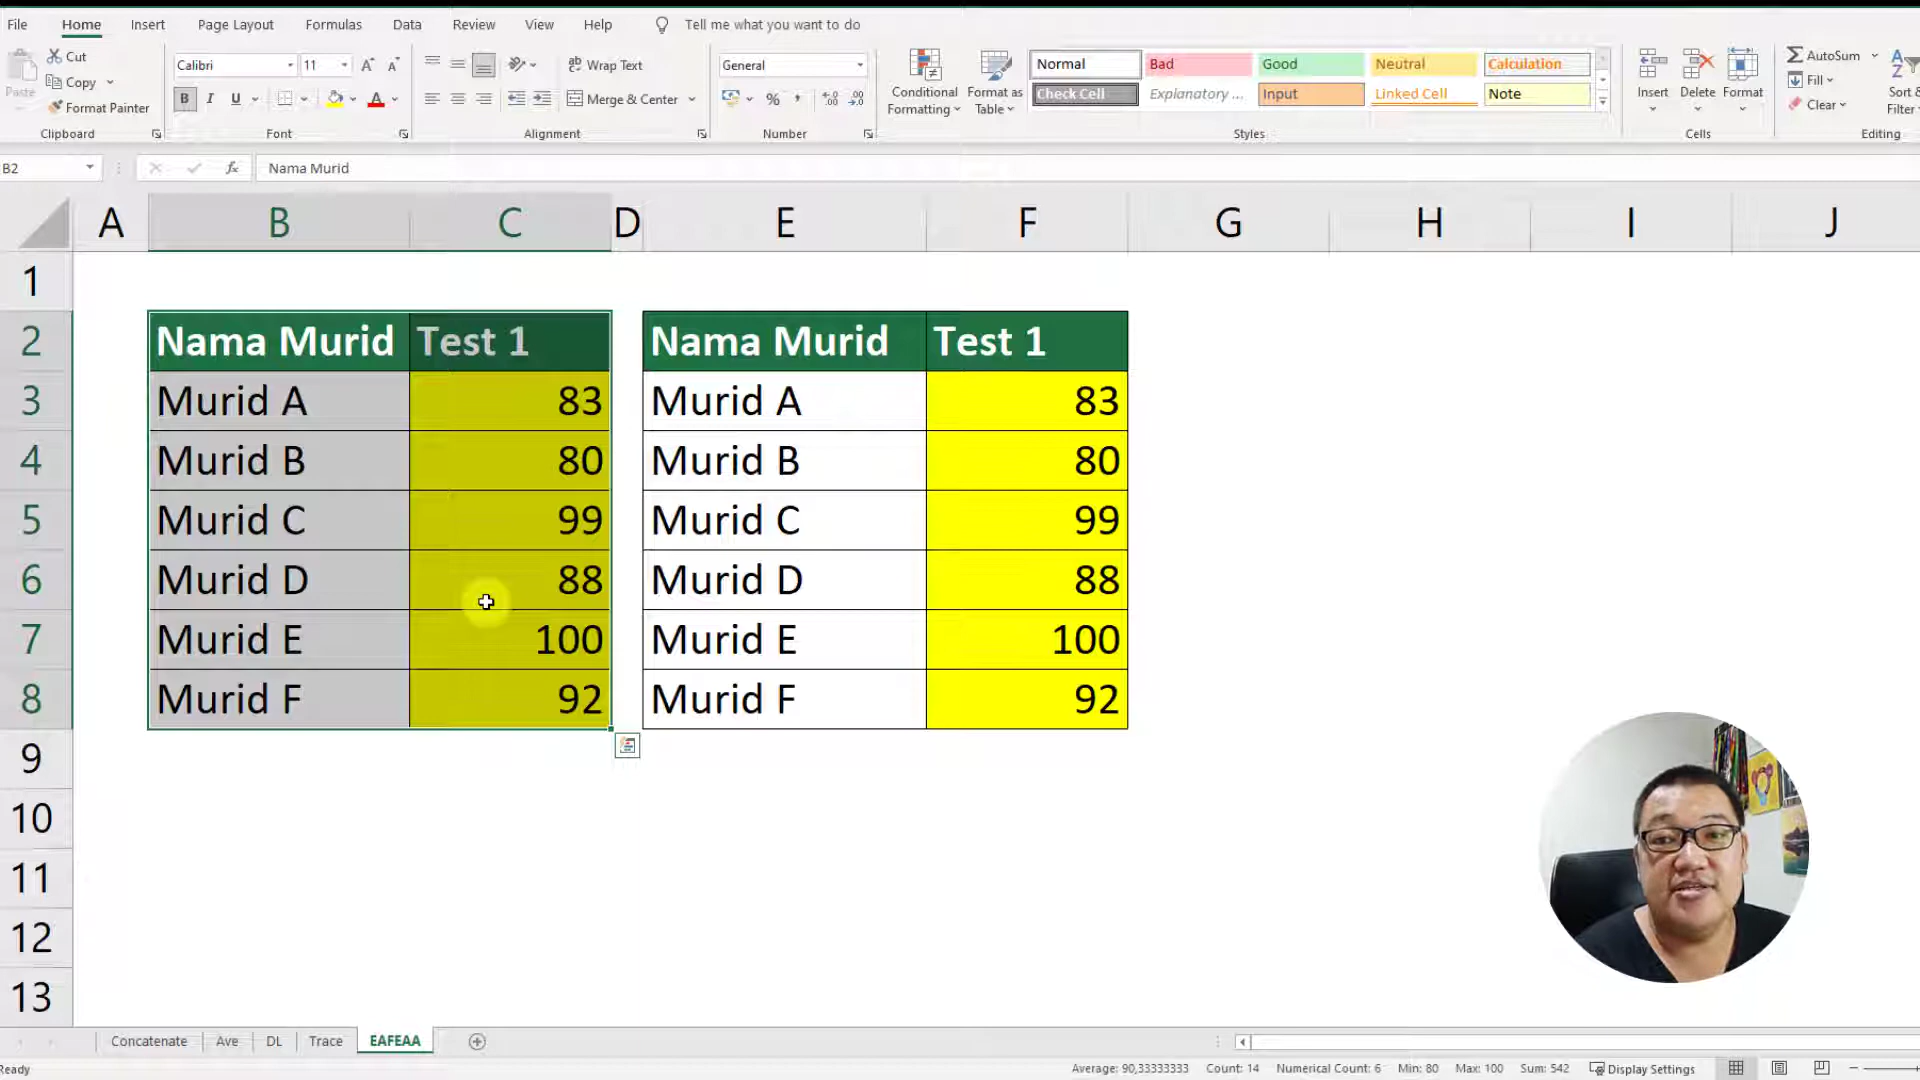 File Home Insert Page Layout Formulas Data Review View Help Tell me what you want to do
Paste Cut Copy Format Painter Clipboard
Calibri 11 B I U Font
Wrap Text Merge & Center Alignment
General % Number
Conditional Formatting Format as Table
Normal Bad Good Neutral Calculation
Check Cell Explanatory ... Input Linked Cell Note
Styles
Insert Delete Format Cells
AutoSum Fill Clear Sort & Filter Editing
B2 fx Nama Murid
A B C D E F G H I J
1
2 Nama Murid Test 1 Nama Murid Test 1
3 Murid A 83 Murid A 83
4 Murid B 80 Murid B 80
5 Murid C 99 Murid C 99
6 Murid D 88 Murid D 88
7 Murid E 100 Murid E 100
8 Murid F 92 Murid F 92
9
10
11
12
13
Concatenate Ave DL Trace EAFEAA
Ready Average: 90,33333333 Count: 14 Numerical Count: 6 Min: 80 Max: 100 Sum: 542 Display Settings